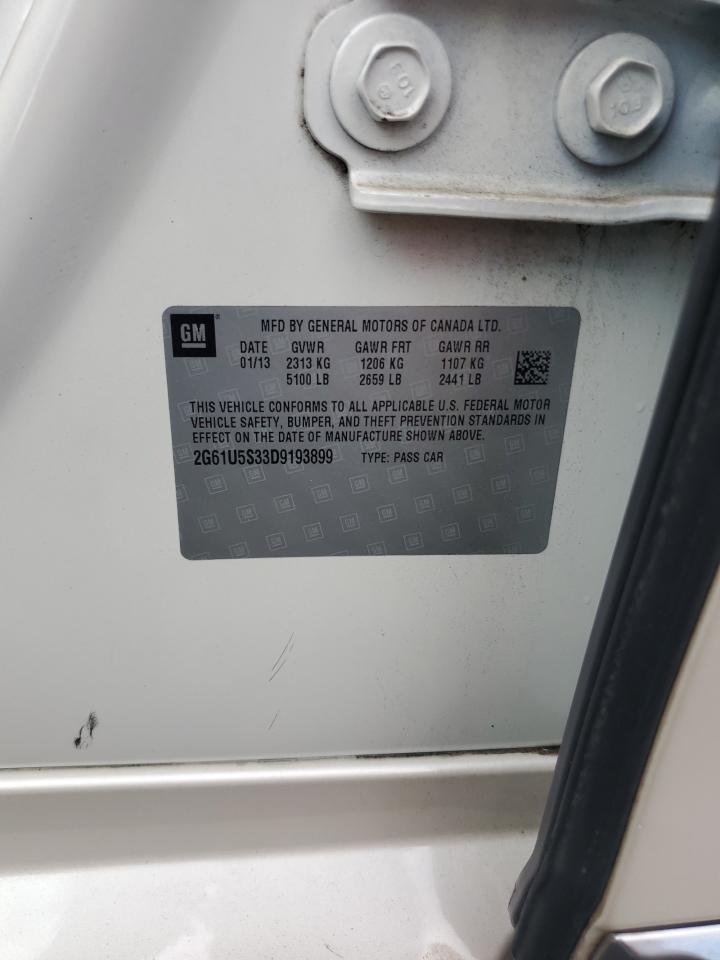 GM
MFD BY GENERAL MOTORS OF CANADA LTD.
DATE GVWR GAWR FRT GAWR RR
01/13 2313 KG 1206 KG 1107 KG
5100 LB 2659 LB 2441 LB
THIS VEHICLE CONFORMS TO ALL APPLICABLE U.S. FEDERAL MOTOR
VEHICLE SAFETY, BUMPER, AND THEFT PREVENTION STANDARDS IN
EFFECT ON THE DATE OF MANUFACTURE SHOWN ABOVE.
2G61U5S33D9193899 TYPE: PASS CAR